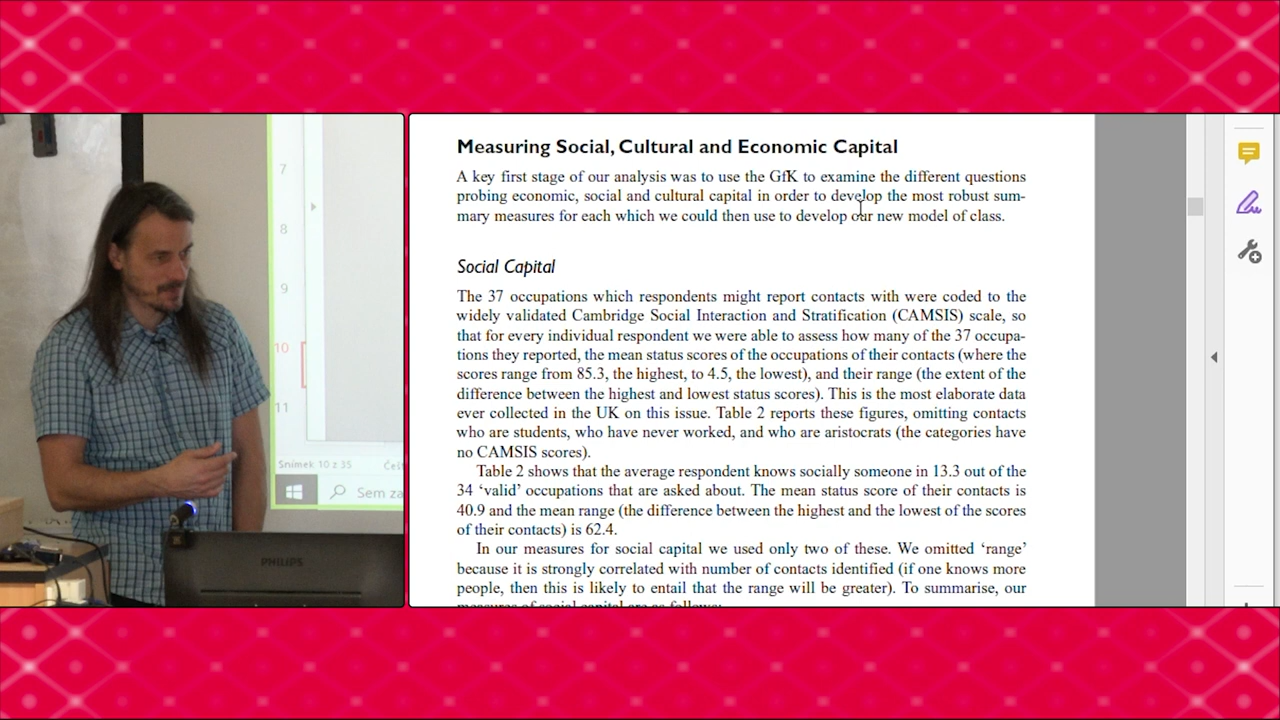 7
8
9
10
11
Snímek 10 z 35
Sem za
PHILIPS
Measuring Social, Cultural and Economic Capital
A key first stage of our analysis was to use the GfK to examine the different questions
probing economic, social and cultural capital in order to develop the most robust sum-
mary measures for each which we could then use to develop our new model of class.
Social Capital
The 37 occupations which respondents might report contacts with were coded to the
widely validated Cambridge Social Interaction and Stratification (CAMSIS) scale, so
that for every individual respondent we were able to assess how many of the 37 occupa-
tions they reported, the mean status scores of the occupations of their contacts (where the
scores range from 85.3, the highest, to 4.5, the lowest), and their range (the extent of the
difference between the highest and lowest status scores). This is the most elaborate data
ever collected in the UK on this issue. Table 2 reports these figures, omitting contacts
who are students, who have never worked, and who are aristocrats (the categories have
no CAMSIS scores).
Table 2 shows that the average respondent knows socially someone in 13.3 out of the
34 ‘valid’ occupations that are asked about. The mean status score of their contacts is
40.9 and the mean range (the difference between the highest and the lowest of the scores
of their contacts) is 62.4.
In our measures for social capital we used only two of these. We omitted ‘range’
because it is strongly correlated with number of contacts identified (if one knows more
people, then this is likely to entail that the range will be greater). To summarise, our
measures of social capital are as follows: